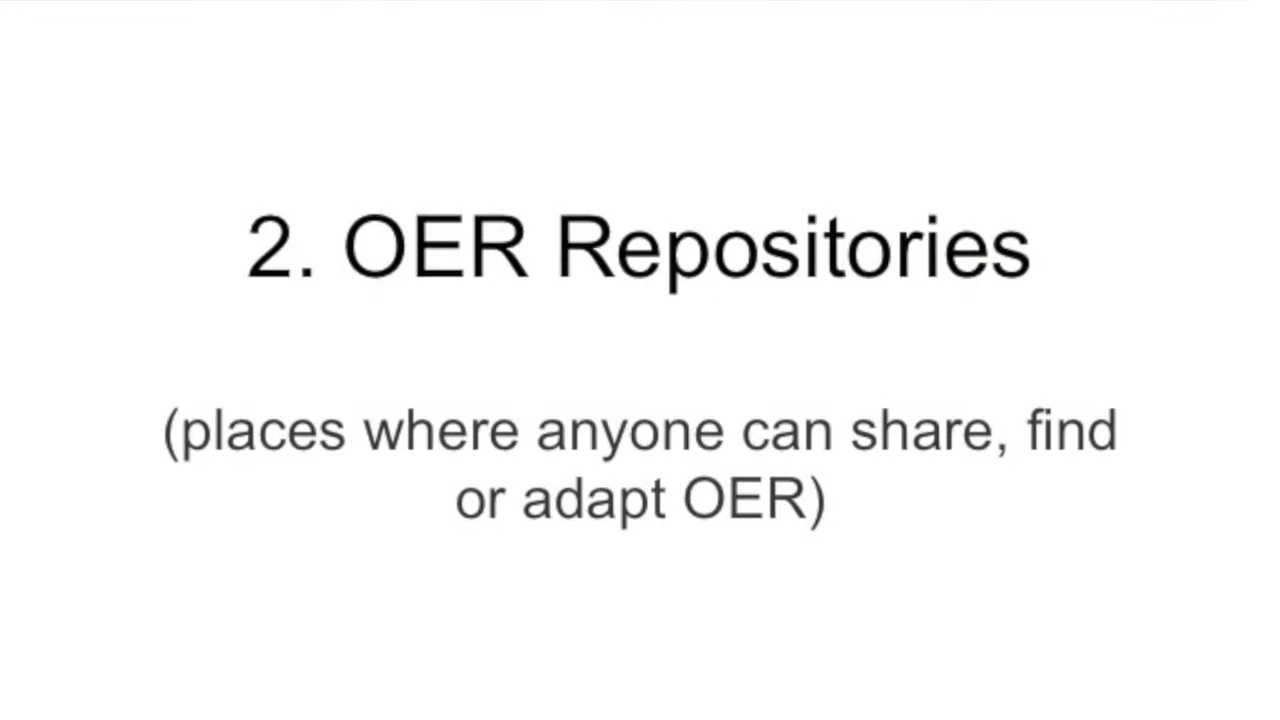 2. OER Repositories
(places where anyone can share, find
or adapt OER)